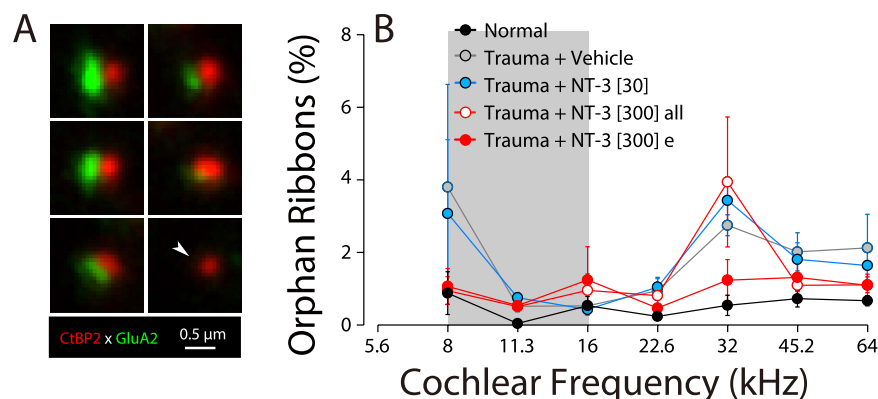 A
CtBP2 x GluA2
0.5 µm
B
Orphan Ribbons (%)
8
6
4
2
0
Normal
Trauma + Vehicle
Trauma + NT-3 [30]
Trauma + NT-3 [300] all
Trauma + NT-3 [300] e
5.6 8 11.3 16 22.6 32 45.2 64
Cochlear Frequency (kHz)